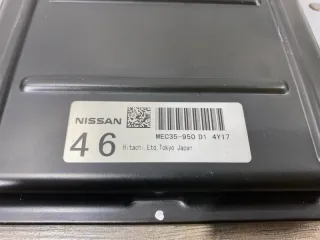 NISSAN MEC35-950 D1 4Y17
46 Hitachi.,Ltd.Tokyo Japan